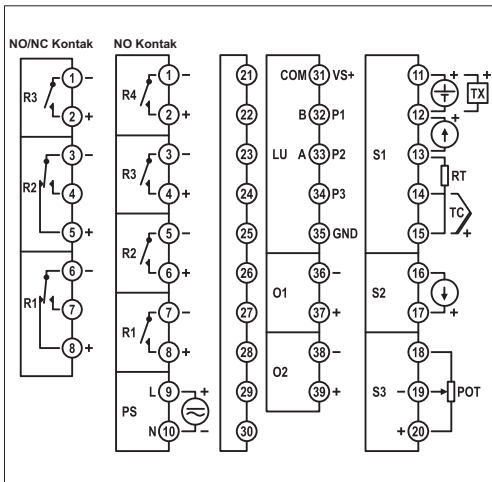 NO/NC Kontak
NO Kontak
R3
1 −
2 +
R2
3 −
4
5 +
R1
6 −
7
8 +
R4
1 −
2 +
R3
3 −
4 +
R2
5 −
6 +
R1
7 −
8 +
PS
L 9 +
N 10 −
21
22
23
24
25
26
27
28
29
30
LU
COM 31 VS+
B 32 P1
A 33 P2
34 P3
35 GND
O1
36 −
37 +
O2
38 −
39 +
S1
11 + + TX
12 +
13
RT
14
TC
15 +
S2
16
17 +
S3
18
− 19 POT
+ 20